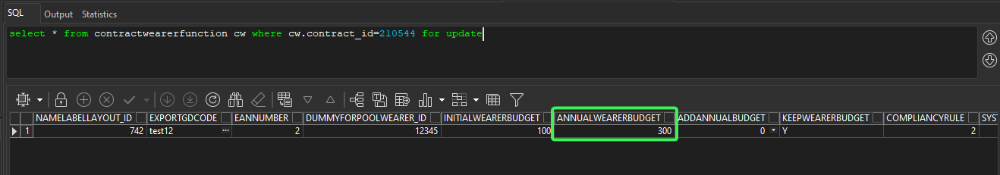 SQL Output Statistics
select * from contractwearerfunction cw where cw.contract_id=210544 for update
NAMELABELLAYOUT_ID EXPORTGDCODE EANNUMBER DUMMYFORPOOLWEARER_ID INITIALWEARERBUDGET ANNUALWEARERBUDGET ADDANNUALBUDGET KEEPWEARERBUDGET COMPLIANCYRULE SYST
1 742 test12 ... 2 12345 100 300 0 Y 2